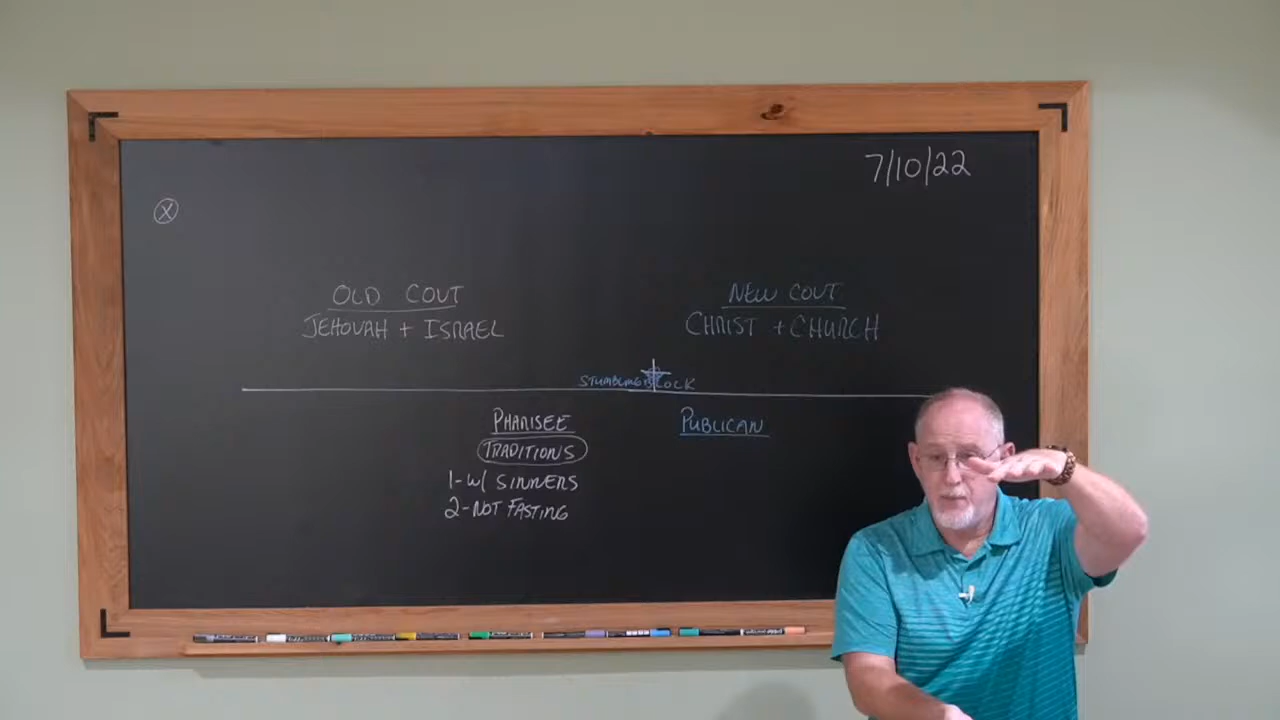 7/10/22
X
OLD COVT
JEHOVAH + ISRAEL
NEW COVT
CHRIST + CHURCH
STUMBLING BLOCK
PHARISEE
TRADITIONS
1-W/ SINNERS
2-NOT FASTING
PUBLICAN